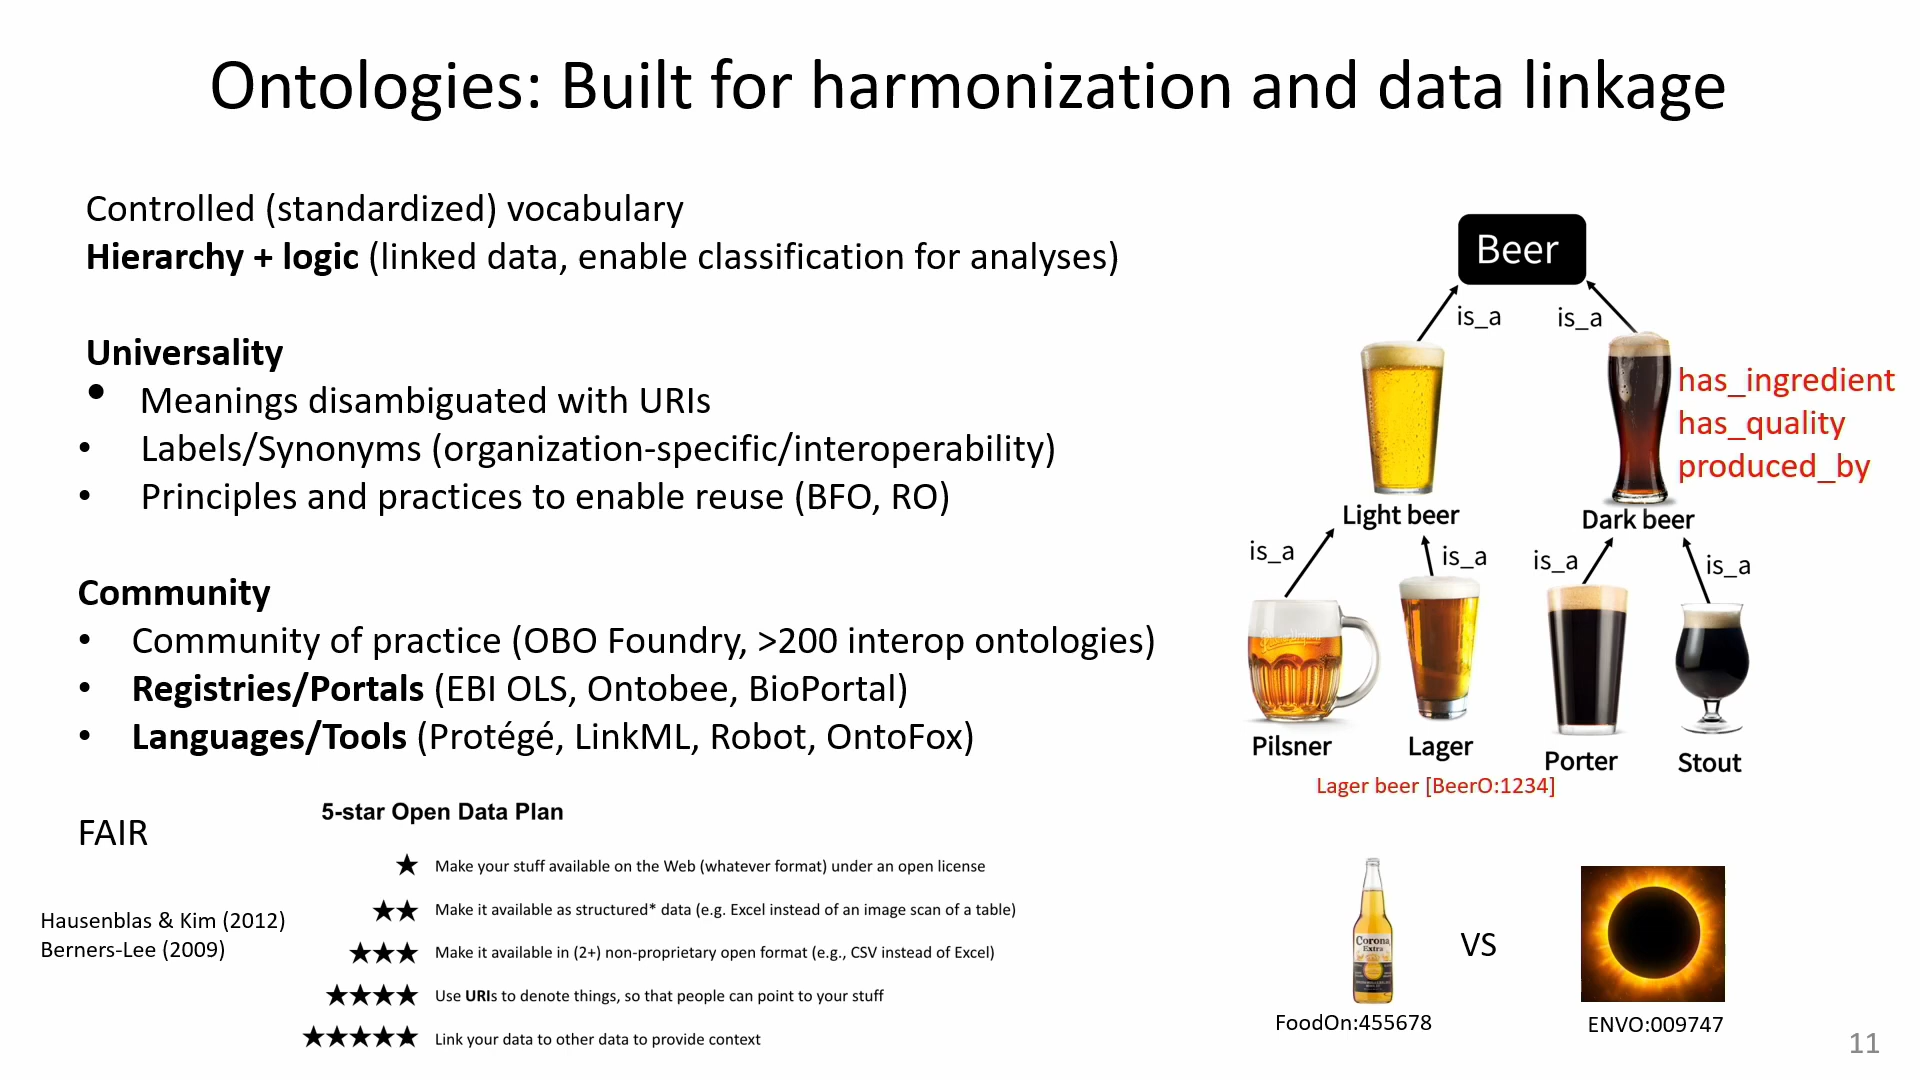 Ontologies: Built for harmonization and data linkage
Controlled (standardized) vocabulary
Hierarchy + logic (linked data, enable classification for analyses)
Universality
• Meanings disambiguated with URIs
• Labels/Synonyms (organization-specific/interoperability)
• Principles and practices to enable reuse (BFO, RO)
Community
• Community of practice (OBO Foundry, >200 interop ontologies)
• Registries/Portals (EBI OLS, Ontobee, BioPortal)
• Languages/Tools (Protégé, LinkML, Robot, OntoFox)
FAIR
Hausenblas & Kim (2012)
Berners-Lee (2009)
5-star Open Data Plan
★ Make your stuff available on the Web (whatever format) under an open license
★★ Make it available as structured* data (e.g. Excel instead of an image scan of a table)
★★★ Make it available in (2+) non-proprietary open format (e.g., CSV instead of Excel)
★★★★ Use URIs to denote things, so that people can point to your stuff
★★★★★ Link your data to other data to provide context
Beer
is_a
is_a
has_ingredient
has_quality
produced_by
Light beer
Dark beer
is_a
is_a
is_a
is_a
Pilsner
Lager
Porter
Stout
Lager beer [BeerO:1234]
Corona
Extra
VS
FoodOn:455678
ENVO:009747
11